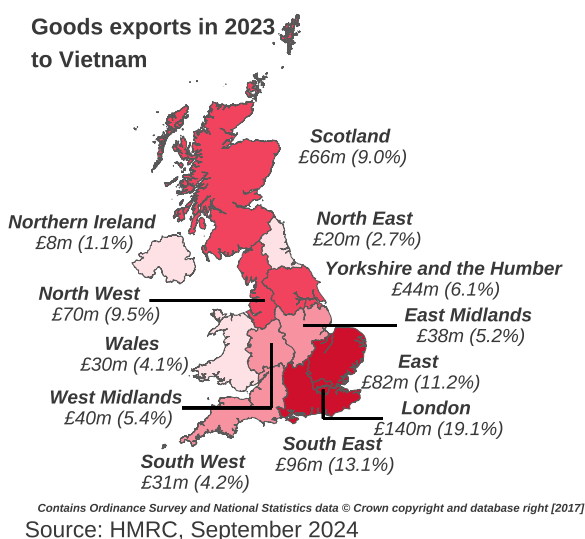 Goods exports in 2023
to Vietnam
Scotland
£66m (9.0%)
Northern Ireland
£8m (1.1%)
North East
£20m (2.7%)
Yorkshire and the Humber
£44m (6.1%)
North West
£70m (9.5%)
East Midlands
£38m (5.2%)
Wales
£30m (4.1%)
East
£82m (11.2%)
West Midlands
£40m (5.4%)
London
£140m (19.1%)
South East
£96m (13.1%)
South West
£31m (4.2%)
Contains Ordinance Survey and National Statistics data © Crown copyright and database right [2017]
Source: HMRC, September 2024